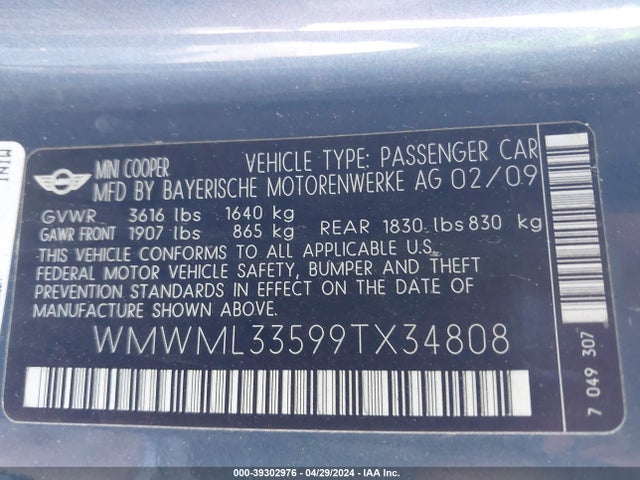 MINI
MINI COOPER VEHICLE TYPE: PASSENGER CAR
MFD BY BAYERISCHE MOTORENWERKE AG 02/09
GVWR 3616 lbs 1640 kg
GAWR FRONT 1907 lbs 865 kg REAR 1830 lbs 830 kg
THIS VEHICLE CONFORMS TO ALL APPLICABLE U.S.
FEDERAL MOTOR VEHICLE SAFETY, BUMPER AND THEFT
PREVENTION STANDARDS IN EFFECT ON THE DATE OF
MANUFACTURE SHOWN ABOVE.
WMWML33599TX34808
7 049 307
000-39302976 - 04/29/2024 - IAA Inc.